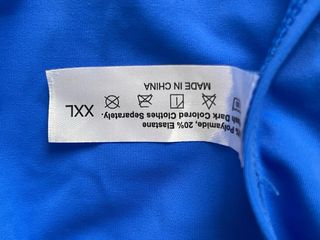 % Polyamide, 20% Elastane
Dark Colored Clothes Separately.
XXL
MADE IN CHINA